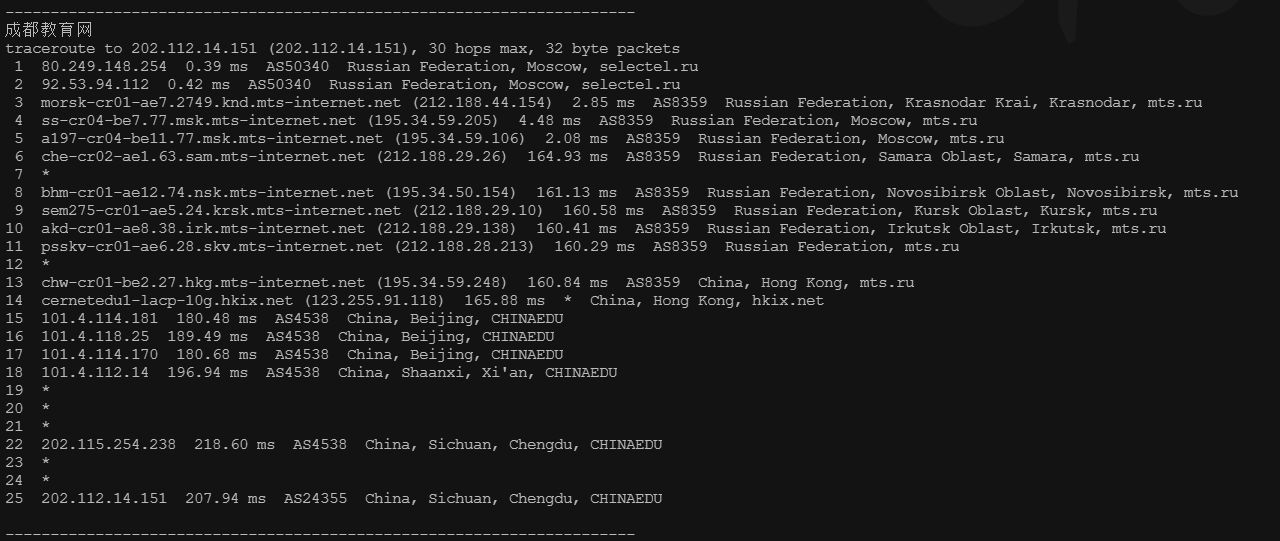 ----------------------------------------------------------------------
成都教育网
traceroute to 202.112.14.151 (202.112.14.151), 30 hops max, 32 byte packets
 1  80.249.148.254  0.39 ms  AS50340  Russian Federation, Moscow, selectel.ru
 2  92.53.94.112  0.42 ms  AS50340  Russian Federation, Moscow, selectel.ru
 3  morsk-cr01-ae7.2749.knd.mts-internet.net (212.188.44.154)  2.85 ms  AS8359  Russian Federation, Krasnodar Krai, Krasnodar, mts.ru
 4  ss-cr04-be7.77.msk.mts-internet.net (195.34.59.205)  4.48 ms  AS8359  Russian Federation, Moscow, mts.ru
 5  a197-cr04-be11.77.msk.mts-internet.net (195.34.59.106)  2.08 ms  AS8359  Russian Federation, Moscow, mts.ru
 6  che-cr02-ae1.63.sam.mts-internet.net (212.188.29.26)  164.93 ms  AS8359  Russian Federation, Samara Oblast, Samara, mts.ru
 7  *
 8  bhm-cr01-ae12.74.nsk.mts-internet.net (195.34.50.154)  161.13 ms  AS8359  Russian Federation, Novosibirsk Oblast, Novosibirsk, mts.ru
 9  sem275-cr01-ae5.24.krsk.mts-internet.net (212.188.29.10)  160.58 ms  AS8359  Russian Federation, Kursk Oblast, Kursk, mts.ru
10  akd-cr01-ae8.38.irk.mts-internet.net (212.188.29.138)  160.41 ms  AS8359  Russian Federation, Irkutsk Oblast, Irkutsk, mts.ru
11  psskv-cr01-ae6.28.skv.mts-internet.net (212.188.28.213)  160.29 ms  AS8359  Russian Federation, mts.ru
12  *
13  chw-cr01-be2.27.hkg.mts-internet.net (195.34.59.248)  160.84 ms  AS8359  China, Hong Kong, mts.ru
14  cernetedu1-lacp-10g.hkix.net (123.255.91.118)  165.88 ms  *  China, Hong Kong, hkix.net
15  101.4.114.181  180.48 ms  AS4538  China, Beijing, CHINAEDU
16  101.4.118.25  189.49 ms  AS4538  China, Beijing, CHINAEDU
17  101.4.114.170  180.68 ms  AS4538  China, Beijing, CHINAEDU
18  101.4.112.14  196.94 ms  AS4538  China, Shaanxi, Xi'an, CHINAEDU
19  *
20  *
21  *
22  202.115.254.238  218.60 ms  AS4538  China, Sichuan, Chengdu, CHINAEDU
23  *
24  *
25  202.112.14.151  207.94 ms  AS24355  China, Sichuan, Chengdu, CHINAEDU
----------------------------------------------------------------------